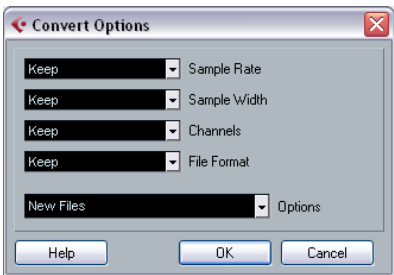 Convert Options
Keep Sample Rate
Keep Sample Width
Keep Channels
Keep File Format
New Files Options
Help OK Cancel